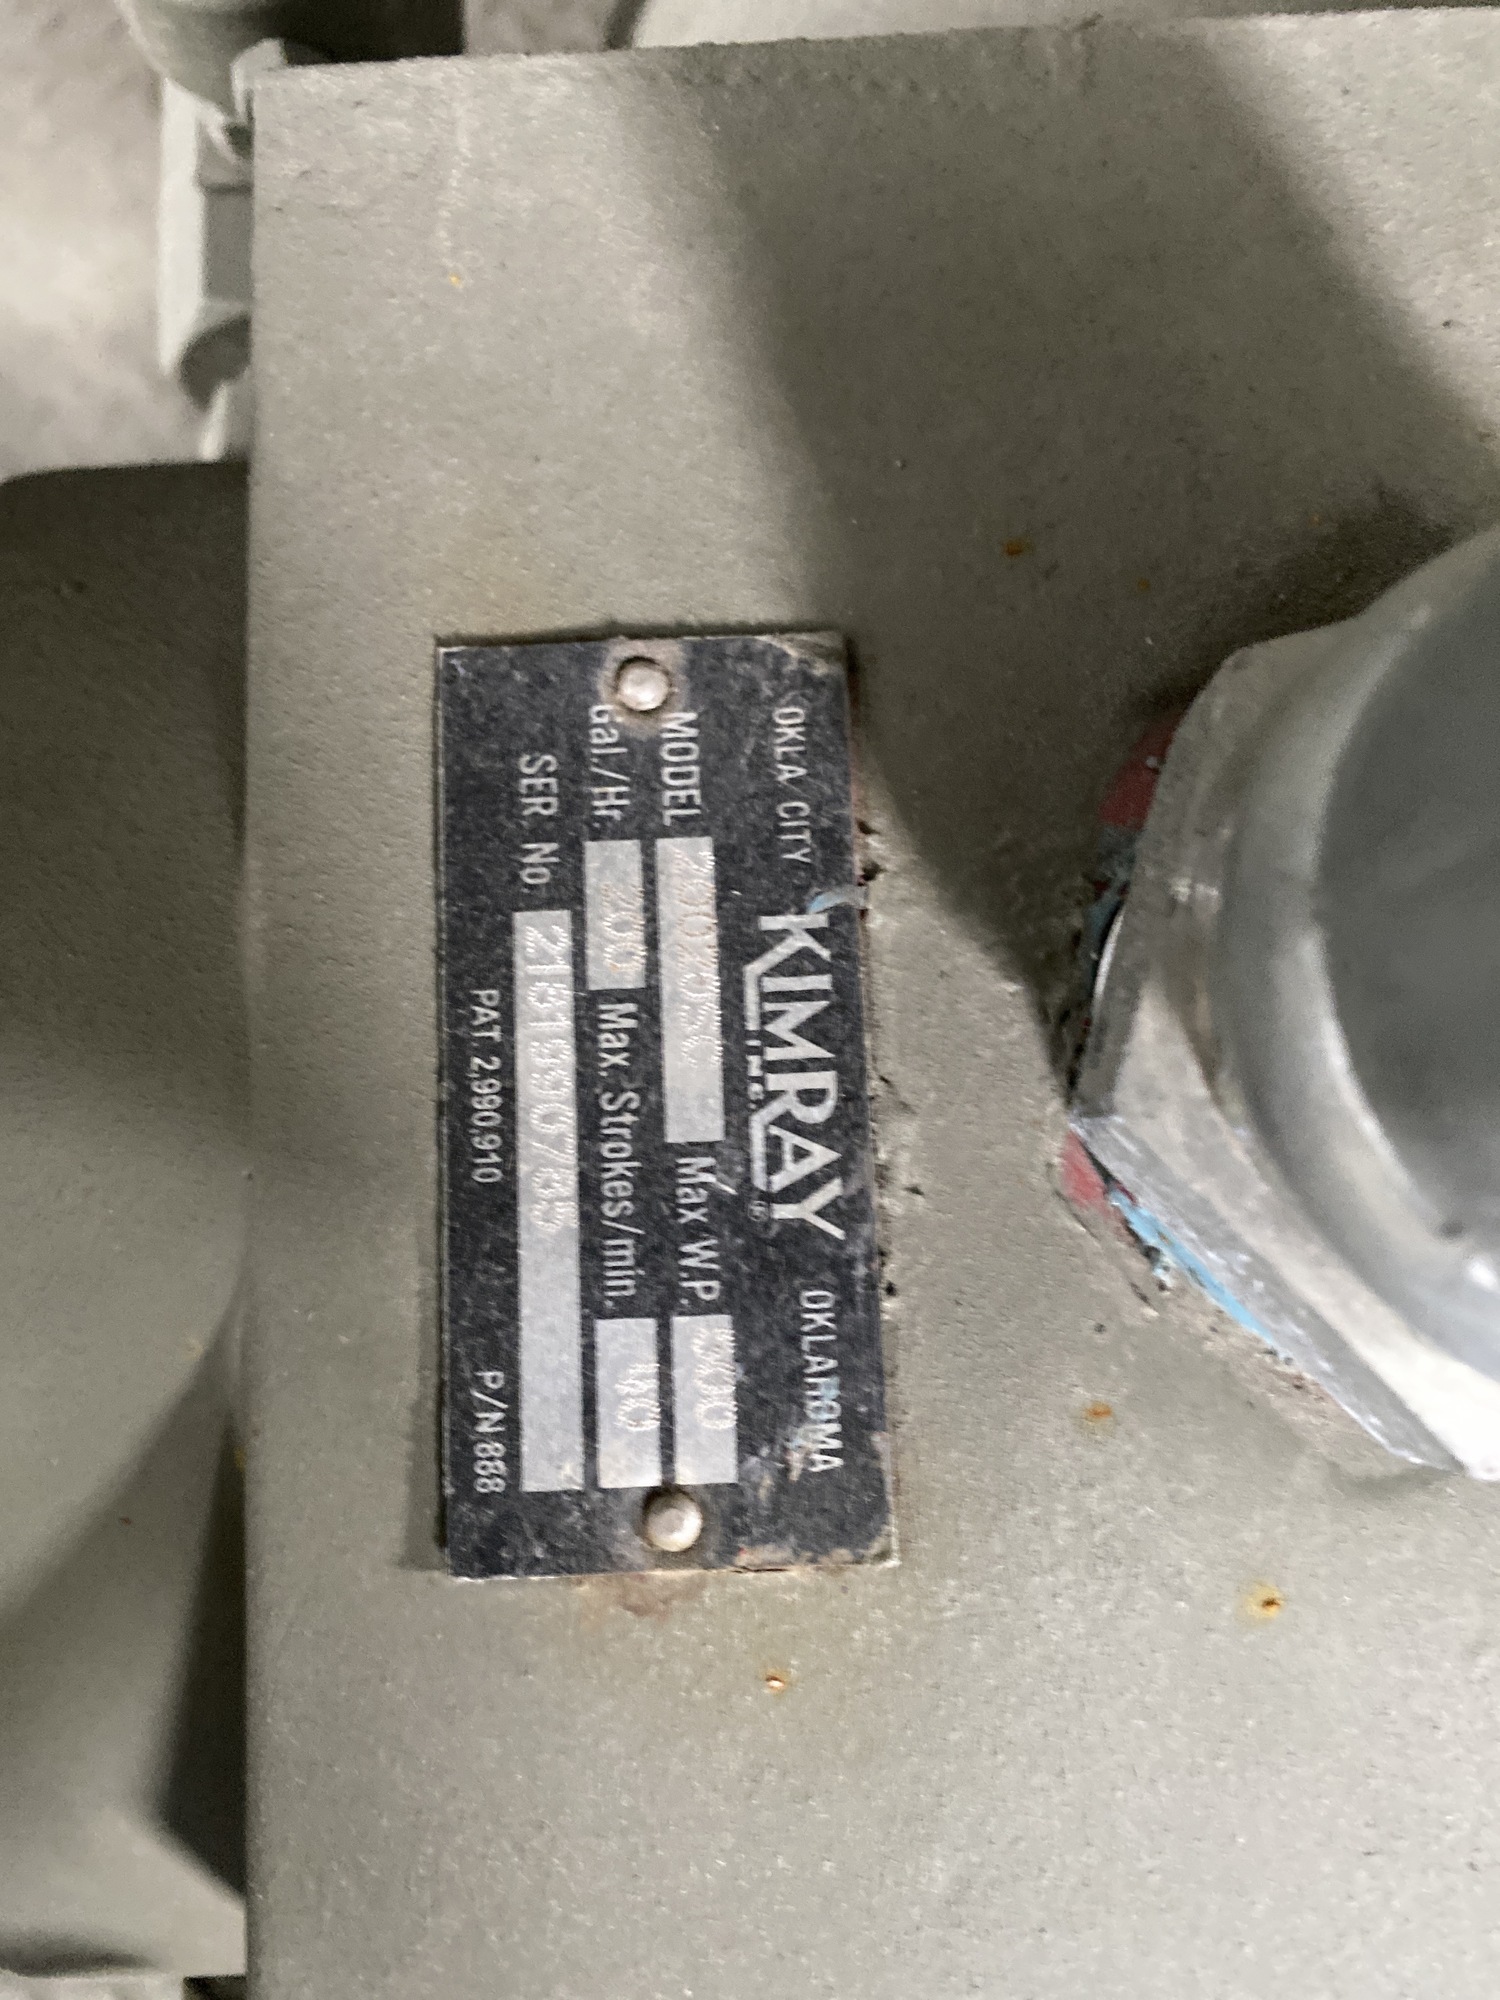 OKLA CITY KIMRAY INC. ® OKLAHOMA
MODEL Max W.P.
Gal./Hr. 200 Max. Strokes/min.
SER No
PAT 2,990,910 P/N 888